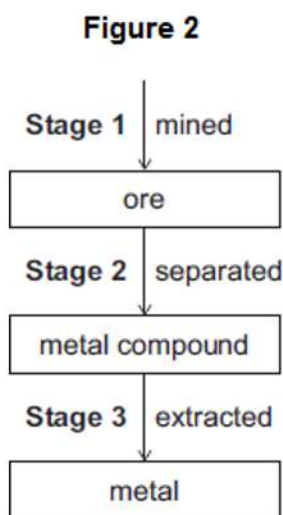 Figure 2
Stage 1 mined
ore
Stage 2 separated
metal compound
Stage 3 extracted
metal